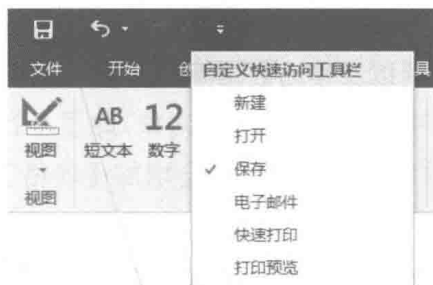 文件 开始 创 具
自定义快速访问工具栏
新建
打开
✓ 保存
电子邮件
快速打印
打印预览
AB 12
视图 短文本 数字
视图